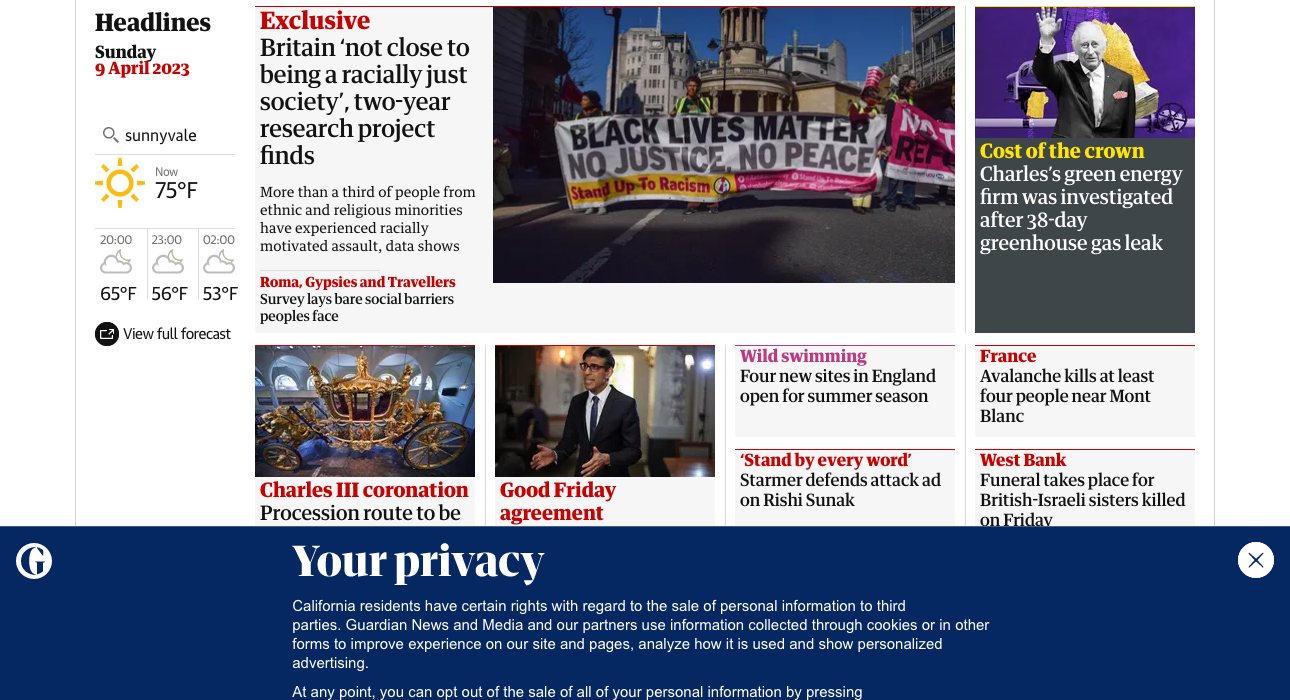 Headlines
Sunday
9 April 2023
sunnyvale
Now
75°F
20:00
23:00
02:00
65°F
56°F
53°F
View full forecast
Exclusive
Britain ‘not close to
being a racially just
society’, two-year
research project
finds
More than a third of people from
ethnic and religious minorities
have experienced racially
motivated assault, data shows
Roma, Gypsies and Travellers
Survey lays bare social barriers
peoples face
BLACK LIVES MATTER
NO JUSTICE, NO PEACE
Stand Up To Racism
Cost of the crown
Charles’s green energy
firm was investigated
after 38-day
greenhouse gas leak
Charles III coronation
Procession route to be
Good Friday
agreement
Wild swimming
Four new sites in England
open for summer season
‘Stand by every word’
Starmer defends attack ad
on Rishi Sunak
France
Avalanche kills at least
four people near Mont
Blanc
West Bank
Funeral takes place for
British-Israeli sisters killed
on Friday
G
Your privacy
California residents have certain rights with regard to the sale of personal information to third
parties. Guardian News and Media and our partners use information collected through cookies or in other
forms to improve experience on our site and pages, analyze how it is used and show personalized
advertising.
At any point, you can opt out of the sale of all of your personal information by pressing